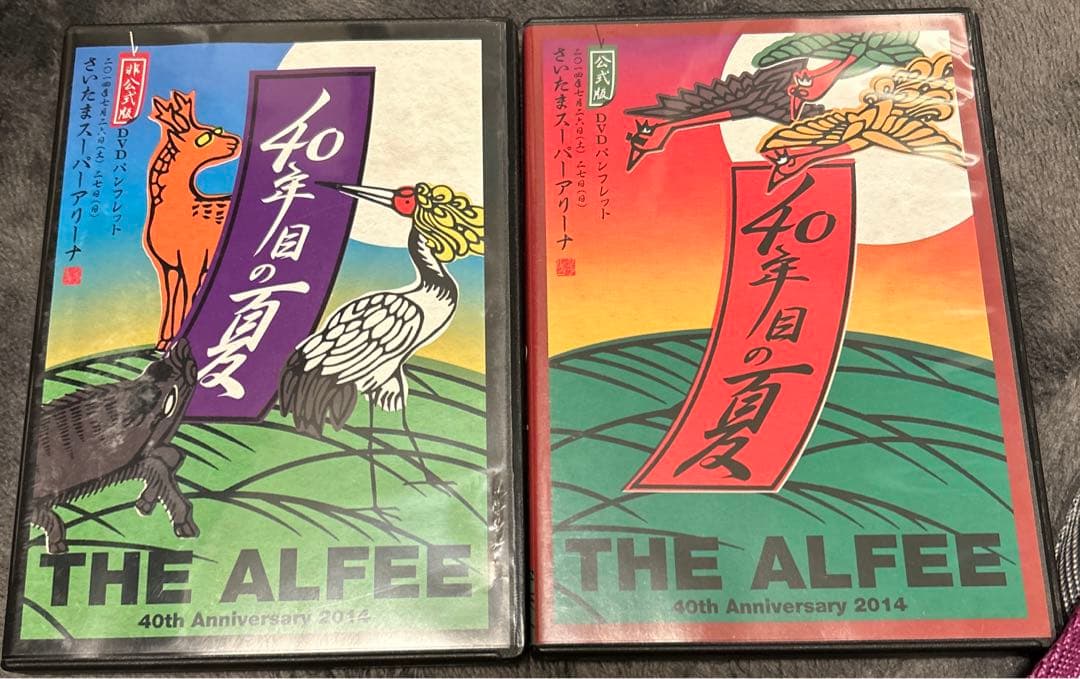 非公式版
DVDパンフレット
二〇一四年七月二六日(土)二七日(日)
さいたまスーパーアリーナ
40年目の夏
THE ALFEE
40th Anniversary 2014
公式版
DVDパンフレット
二〇一四年七月二六日(土)二七日(日)
さいたまスーパーアリーナ
40年目の夏
THE ALFEE
40th Anniversary 2014